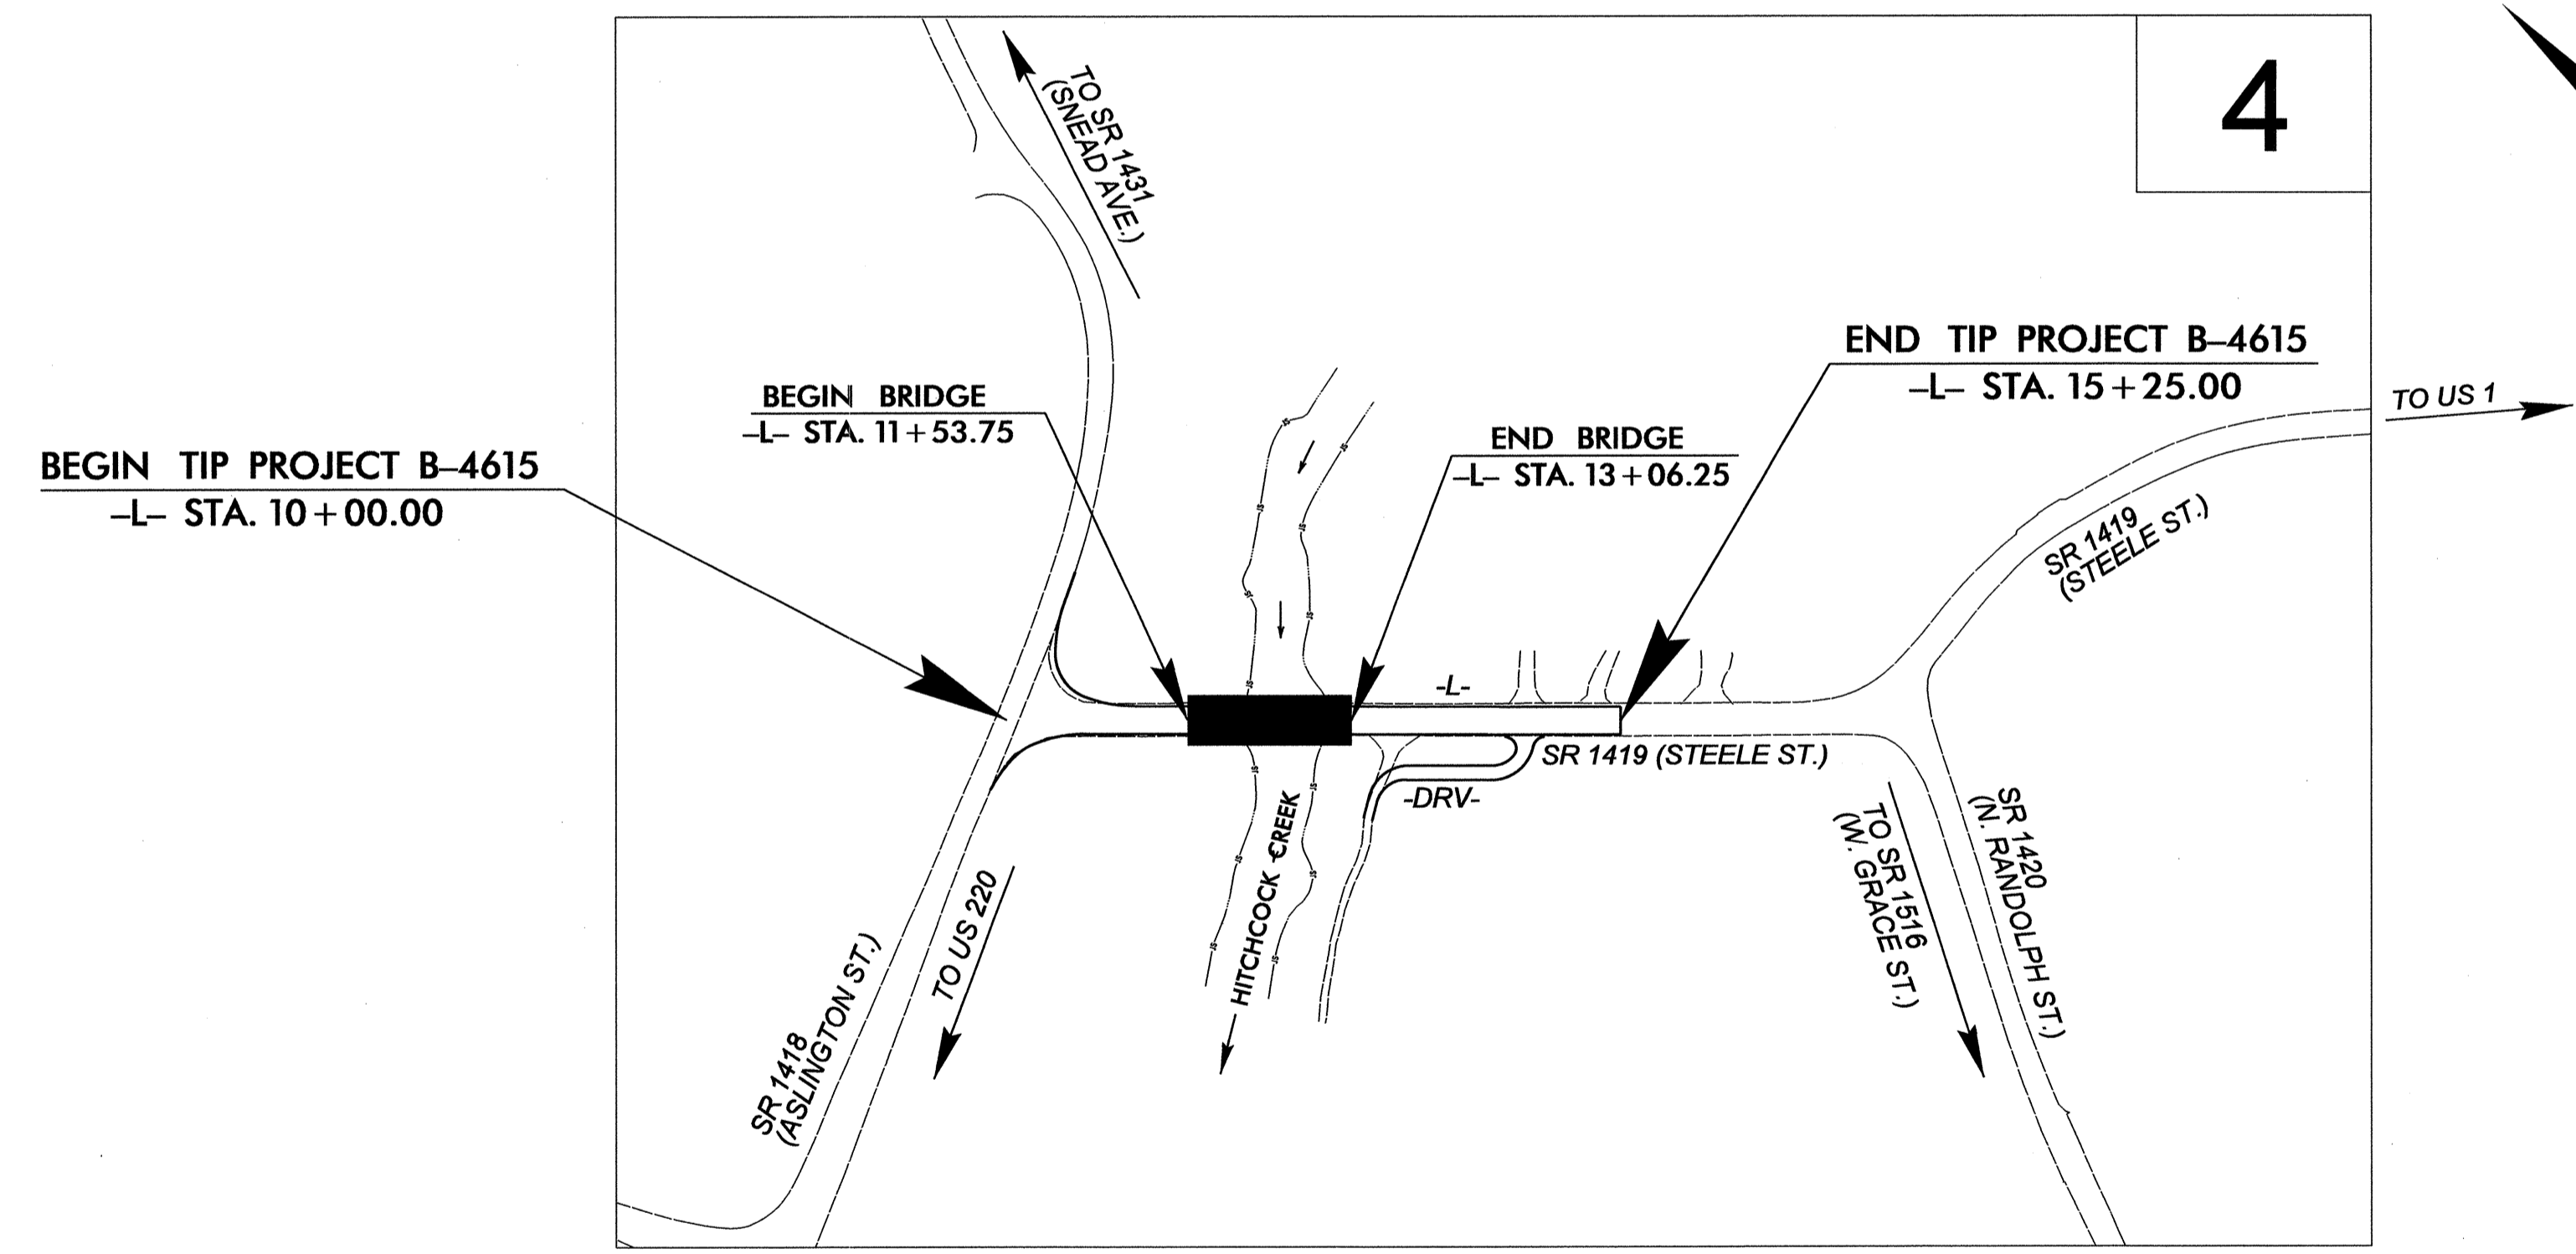 4
TO SR 1431
(SNEAD AVE.)
END TIP PROJECT B–4615
–L– STA. 15+25.00
TO US 1
BEGIN BRIDGE
–L– STA. 11+53.75
END BRIDGE
–L– STA. 13+06.25
BEGIN TIP PROJECT B–4615
–L– STA. 10+00.00
SR 1419
(STEELE ST.)
-L-
SR 1419 (STEELE ST.)
-DRV-
HITCHCOCK CREEK
TO US 220
SR 1418
(ASLINGTON ST.)
TO SR 1516
(W. GRACE ST.)
SR 1420
(N. RANDOLPH ST.)